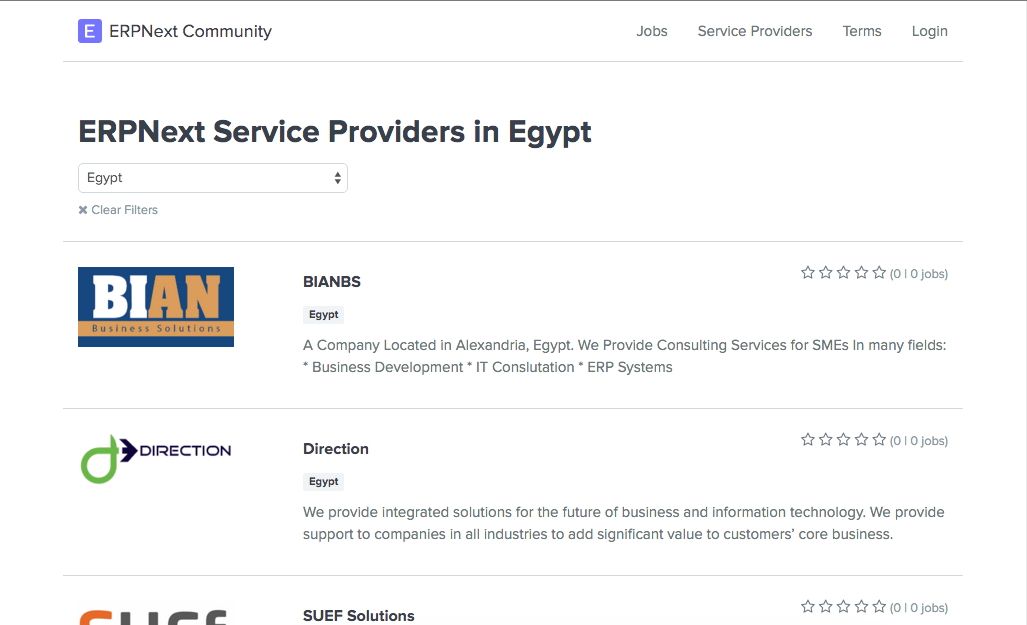 E ERPNext Community
Jobs Service Providers Terms Login
ERPNext Service Providers in Egypt
Egypt
✖ Clear Filters
BIAN
Business Solutions
BIANBS
(0 | 0 jobs)
Egypt
A Company Located in Alexandria, Egypt. We Provide Consulting Services for SMEs In many fields:
* Business Development * IT Conslutation * ERP Systems
DIRECTION
Direction
(0 | 0 jobs)
Egypt
We provide integrated solutions for the future of business and information technology. We provide
support to companies in all industries to add significant value to customers’ core business.
SUEF
SUEF Solutions
(0 | 0 jobs)